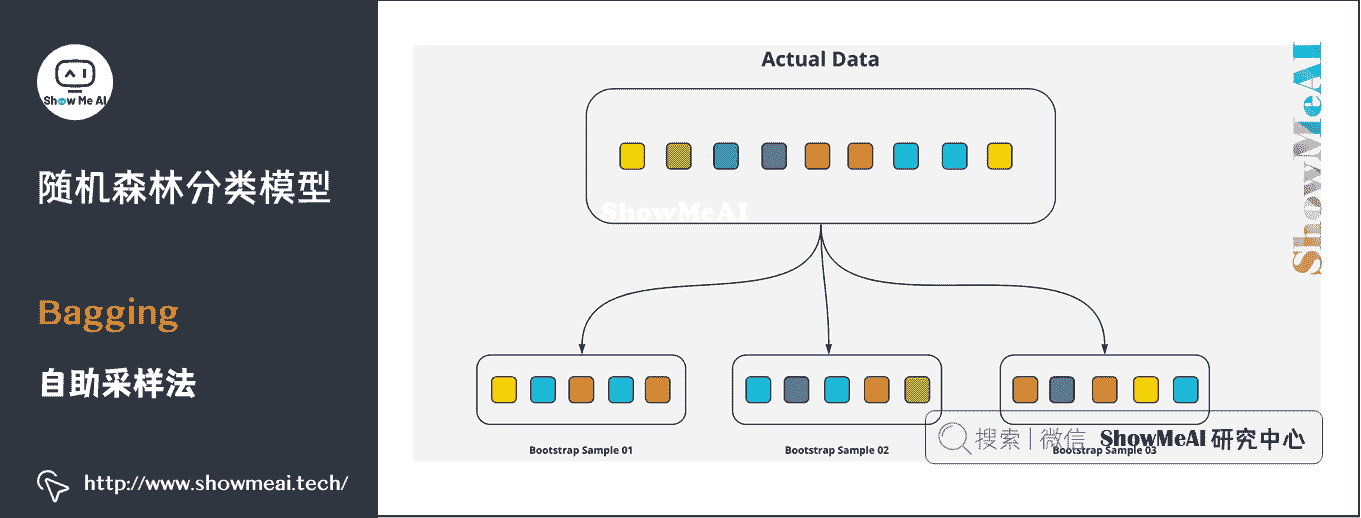 Show Me AI
随机森林分类模型
Bagging
自助采样法
http://www.showmeai.tech/
Actual Data
ShowMeAI
ShowMeAI
Bootstrap Sample 01
Bootstrap Sample 02
Bootstrap Sample 03
搜索 | 微信 ShowMeAI 研究中心